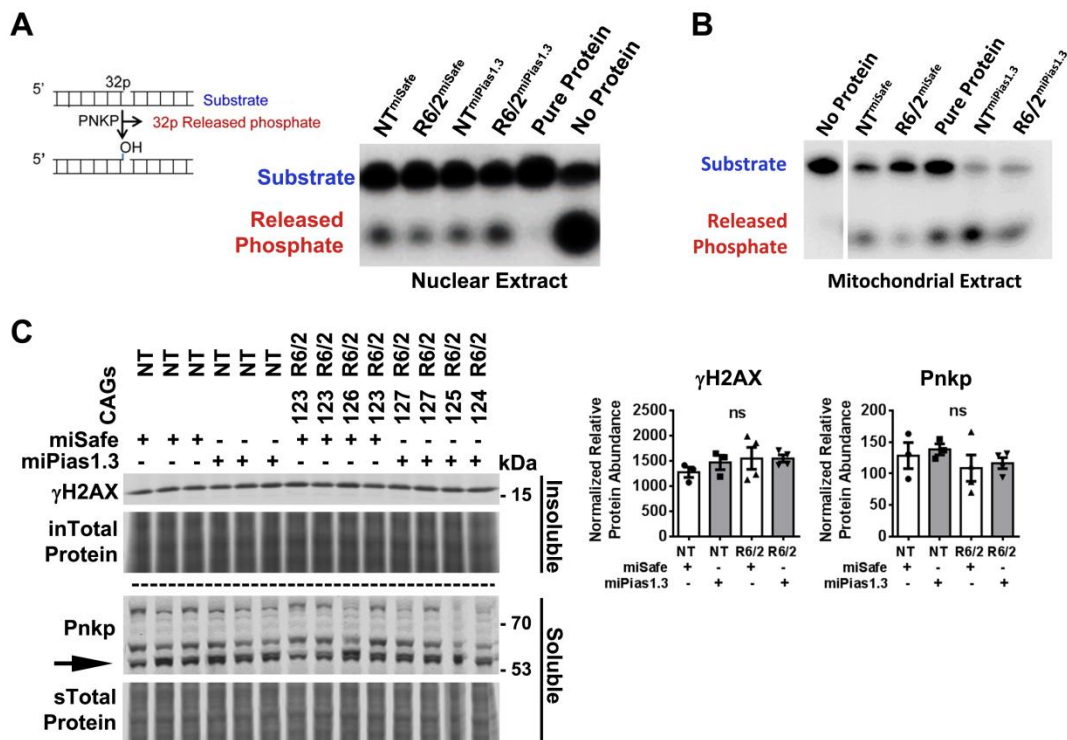 A
5'
32p
Substrate
PNKP
32p Released phosphate
OH
5'
NTmiSafe
R6/2miSafe
NTmiPias1.3
R6/2miPias1.3
Pure Protein
No Protein
Substrate
Released
Phosphate
Nuclear Extract
B
No Protein
NTmiSafe
R6/2miSafe
Pure Protein
NTmiPias1.3
R6/2miPias1.3
Substrate
Released
Phosphate
Mitochondrial Extract
C
NT NT NT NT NT NT R6/2 R6/2 R6/2 R6/2 R6/2 R6/2 R6/2 R6/2
CAGs 123 123 126 123 127 127 125 124
miSafe + + + - - - + + + + - - - -
miPias1.3 - - - + + + - - - - + + + +
kDa
γH2AX
- 15
inTotal
Protein
Insoluble
Pnkp
- 70
- 53
sTotal
Protein
Soluble
γH2AX
Normalized Relative
Protein Abundance
2500
2000
1500
1000
500
0
ns
NT NT R6/2 R6/2
miSafe + - + -
miPias1.3 - + - +
Pnkp
Normalized Relative
Protein Abundance
200
150
100
50
0
ns
NT NT R6/2 R6/2
+ - + -
- + - +